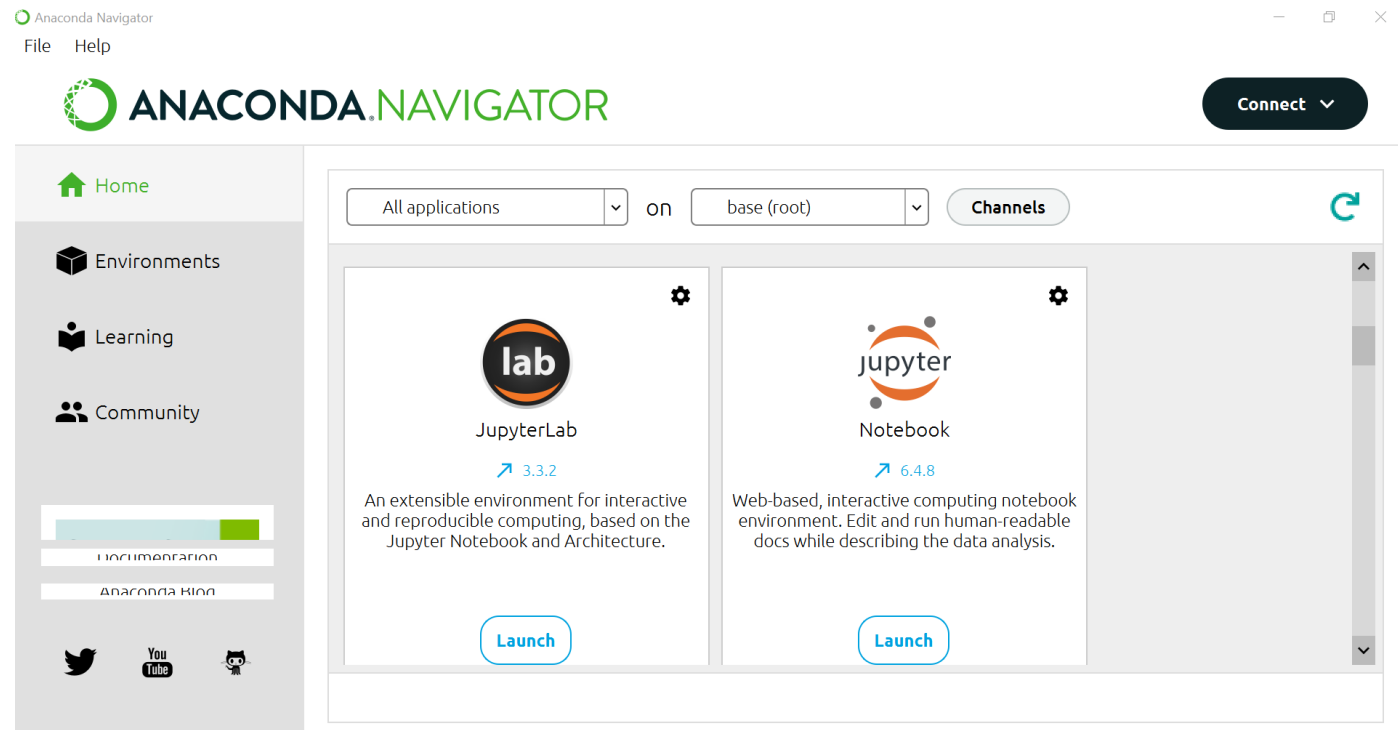 Anaconda Navigator
File Help
ANACONDA.NAVIGATOR
Connect
Home
Environments
Learning
Community
Documentation
Anaconda Blog
You
Tube
All applications on base (root) Channels
lab
JupyterLab
3.3.2
An extensible environment for interactive
and reproducible computing, based on the
Jupyter Notebook and Architecture.
Launch
jupyter
Notebook
6.4.8
Web-based, interactive computing notebook
environment. Edit and run human-readable
docs while describing the data analysis.
Launch